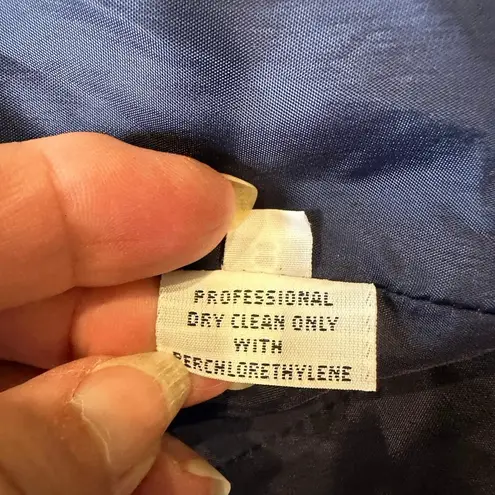 PROFESSIONAL
DRY CLEAN ONLY
WITH
PERCHLORETHYLENE